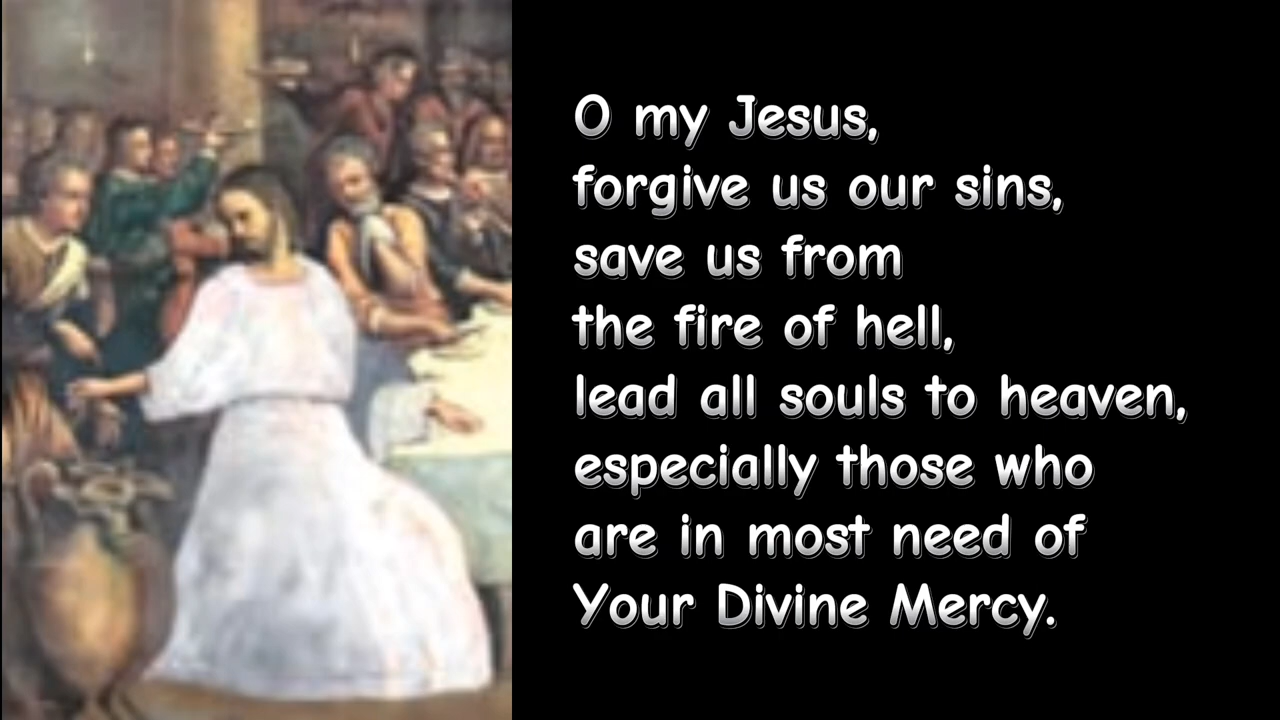 O my Jesus,
forgive us our sins,
save us from
the fire of hell,
lead all souls to heaven,
especially those who
are in most need of
Your Divine Mercy.